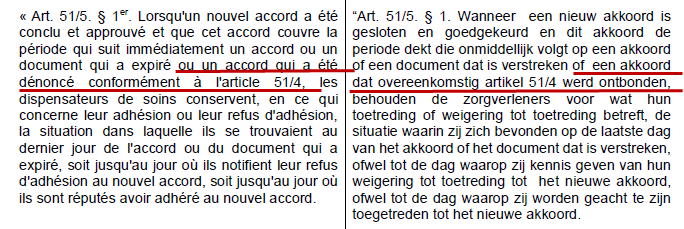 « Art. 51/5. § 1er. Lorsqu'un nouvel accord a été
conclu et approuvé et que cet accord couvre la
période qui suit immédiatement un accord ou un
document qui a expiré ou un accord qui a été
dénoncé conformément à l'article 51/4, les
dispensateurs de soins conservent, en ce qui
concerne leur adhésion ou leur refus d'adhésion,
la situation dans laquelle ils se trouvaient au
dernier jour de l'accord ou du document qui a
expiré, soit jusqu'au jour où ils notifient leur refus
d'adhésion au nouvel accord, soit jusqu'au jour où
ils sont réputés avoir adhéré au nouvel accord.
“Art. 51/5. § 1. Wanneer een nieuw akkoord is
gesloten en goedgekeurd en dit akkoord de
periode dekt die onmiddellijk volgt op een akkoord
of een document dat is verstreken of een akkoord
dat overeenkomstig artikel 51/4 werd ontbonden,
behouden de zorgverleners voor wat hun
toetreding of weigering tot toetreding betreft, de
situatie waarin zij zich bevonden op de laatste dag
van het akkoord of het document dat is verstreken,
ofwel tot de dag waarop zij kennis geven van hun
weigering tot toetreding tot het nieuwe akkoord,
ofwel tot de dag waarop zij worden geacht te zijn
toegetreden tot het nieuwe akkoord.